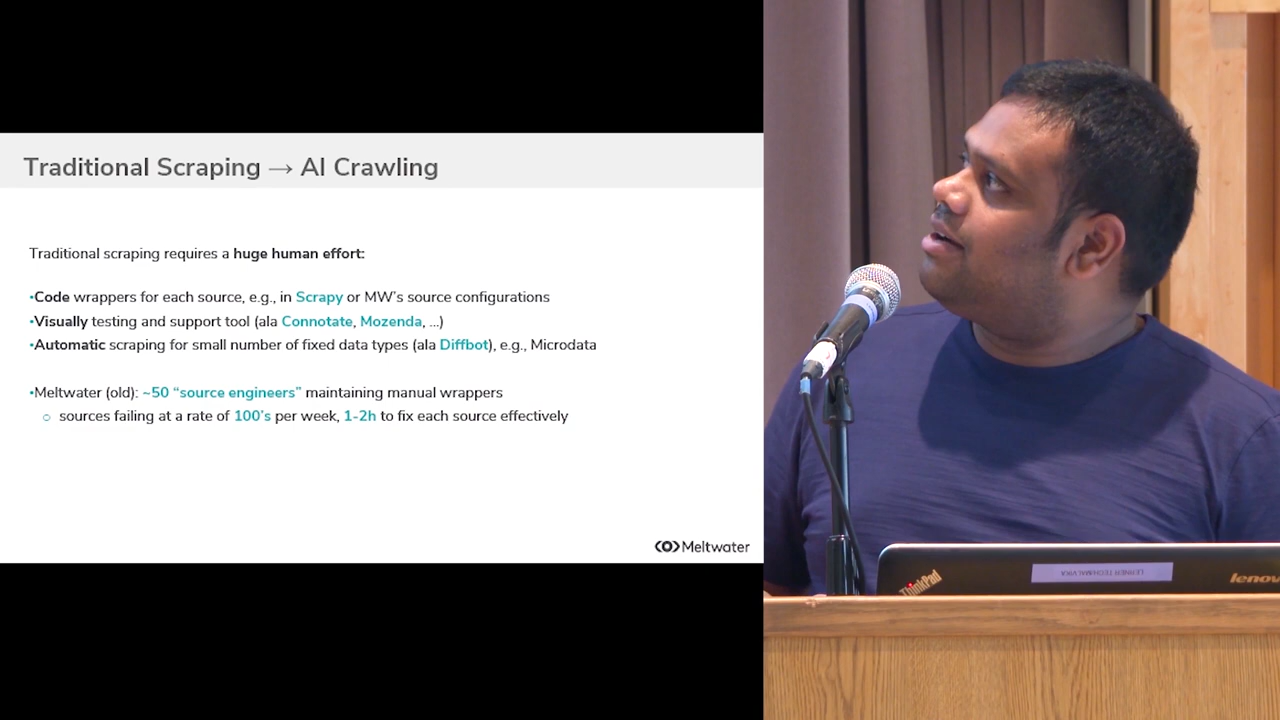 Traditional Scraping → AI Crawling
Traditional scraping requires a huge human effort:
•Code wrappers for each source, e.g., in Scrapy or MW's source configurations
•Visually testing and support tool (ala Connotate, Mozenda, ...)
•Automatic scraping for small number of fixed data types (ala Diffbot), e.g., Microdata
•Meltwater (old): ~50 “source engineers” maintaining manual wrappers
○ sources failing at a rate of 100's per week, 1-2h to fix each source effectively
Meltwater
ThinkPad
lenov